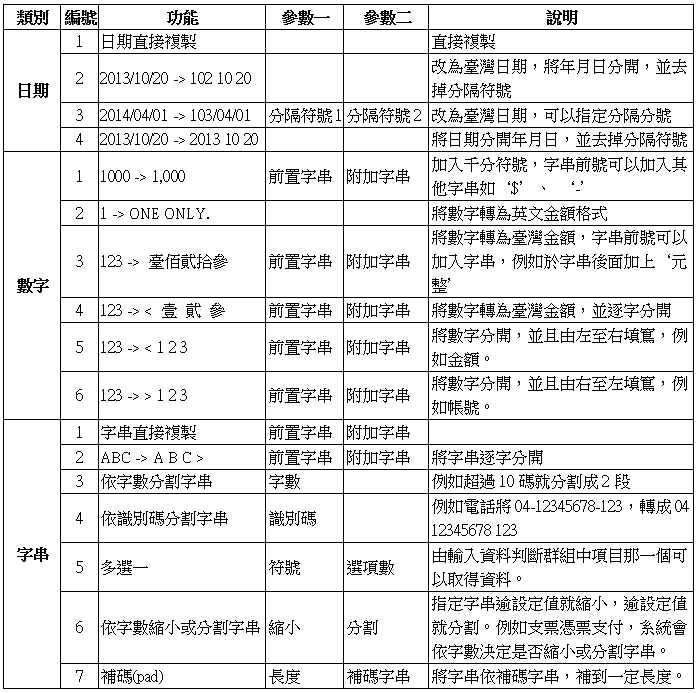 類別 編號 功能 參數一 參數二 說明
日期
1 日期直接複製 直接複製
2 2013/10/20 -> 102 10 20 改為臺灣日期，將年月日分開，並去
掉分隔符號
3 2014/04/01 -> 103/04/01 分隔符號1 分隔符號2 改為臺灣日期，可以指定分隔分號
4 2013/10/20 -> 2013 10 20 將日期分開年月日，並去掉分隔符號
數字
1 1000 -> 1,000 前置字串 附加字串 加入千分符號，字串前號可以加入其
他字串如‘$’、 ‘-’
2 1 -> ONE ONLY. 將數字轉為英文金額格式
3 123 -> 臺佰貳拾參 前置字串 附加字串 將數字轉為臺灣金額，字串前號可以
加入字串，例如於字串後面加上‘元
整’
4 123 -> < 壹 貳 參 前置字串 附加字串 將數字轉為臺灣金額，並逐字分開
5 123 -> < 1 2 3 前置字串 附加字串 將數字分開，並且由左至右填寫，例
如金額。
6 123 -> > 1 2 3 前置字串 附加字串 將數字分開，並且由右至左填寫，例
如帳號。
字串
1 字串直接複製 前置字串 附加字串
2 ABC -> A B C > 前置字串 附加字串 將字串逐字分開
3 依字數分割字串 字數 例如超過 10 碼就分割成 2 段
4 依識別碼分割字串 識別碼 例如電話將 04-12345678-123，轉成 04
12345678 123
5 多選一 符號 選項數 由輸入資料判斷群組中項目那一個可
以取得資料。
6 依字數縮小或分割字串 縮小 分割 指定字串逾設定值就縮小，逾設定值
就分割。例如支票憑票支付，系統會
依字數決定是否縮小或分割字串。
7 補碼(pad) 長度 補碼字串 將字串依補碼字串，補到一定長度。